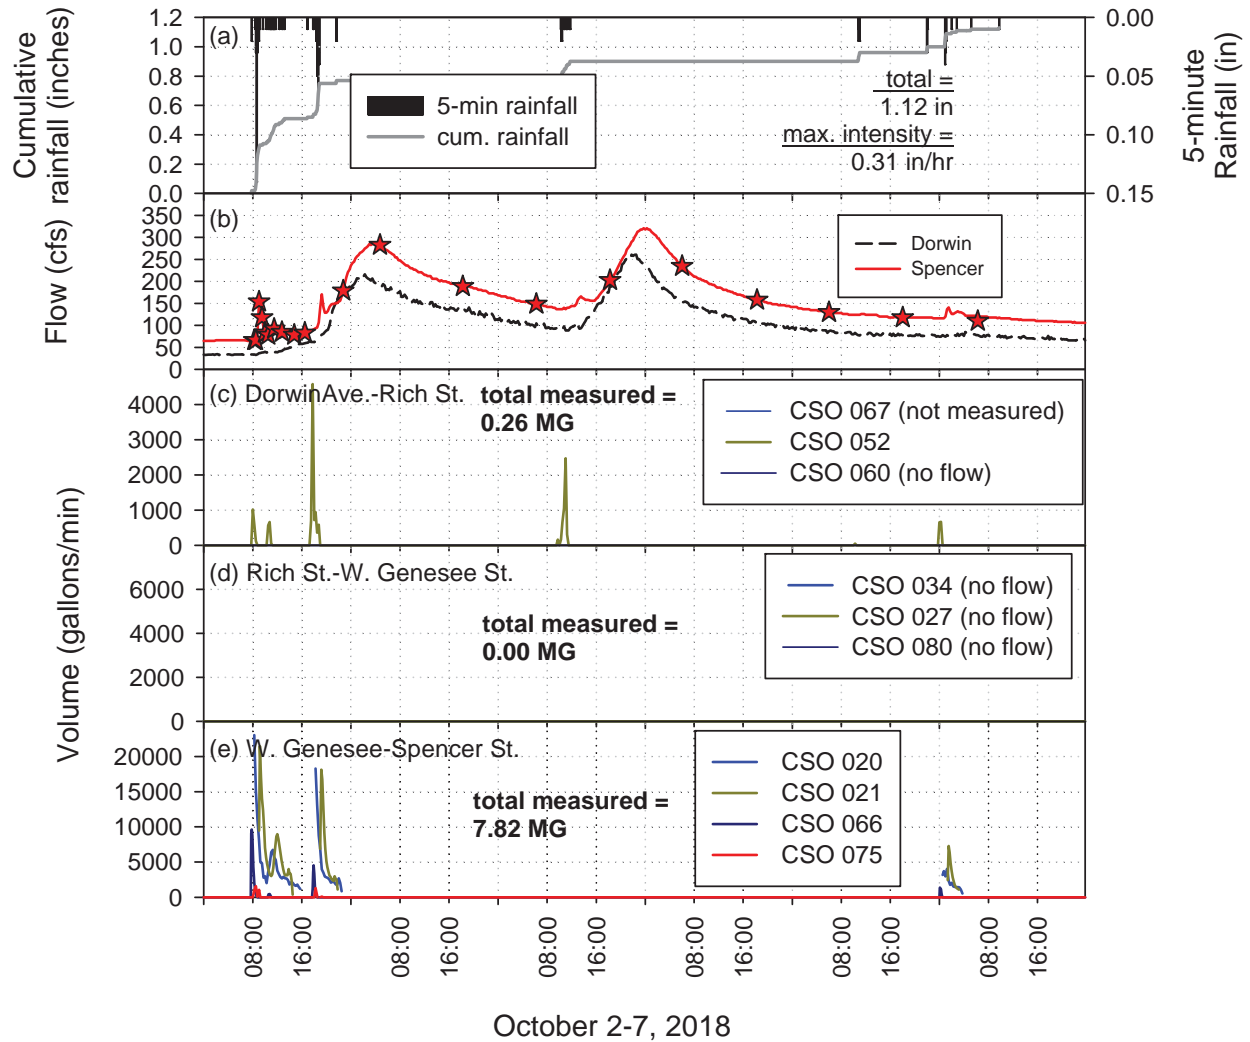 Cumulative
rainfall (inches)
1.2
1.0
0.8
0.6
0.4
0.2
0.0
(a)
5-min rainfall
cum. rainfall
total =
1.12 in
max. intensity =
0.31 in/hr
0.00
0.05
0.10
0.15
5-minute
Rainfall (in)
Flow (cfs)
350
300
250
200
150
100
50
0
(b)
Dorwin
Spencer
Volume (gallons/min)
4000
3000
2000
1000
0
(c) DorwinAve.-Rich St.
total measured =
0.26 MG
CSO 067 (not measured)
CSO 052
CSO 060 (no flow)
6000
4000
2000
0
(d) Rich St.-W. Genesee St.
total measured =
0.00 MG
CSO 034 (no flow)
CSO 027 (no flow)
CSO 080 (no flow)
20000
15000
10000
5000
0
(e) W. Genesee-Spencer St.
total measured =
7.82 MG
CSO 020
CSO 021
CSO 066
CSO 075
08:00
16:00
08:00
16:00
08:00
16:00
08:00
16:00
08:00
16:00
08:00
16:00
October 2-7, 2018